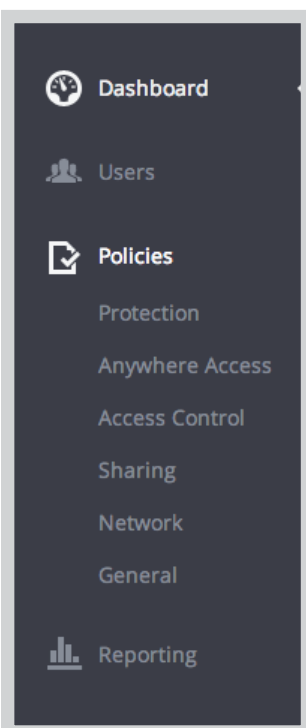 Dashboard
Users
Policies
Protection
Anywhere Access
Access Control
Sharing
Network
General
Reporting